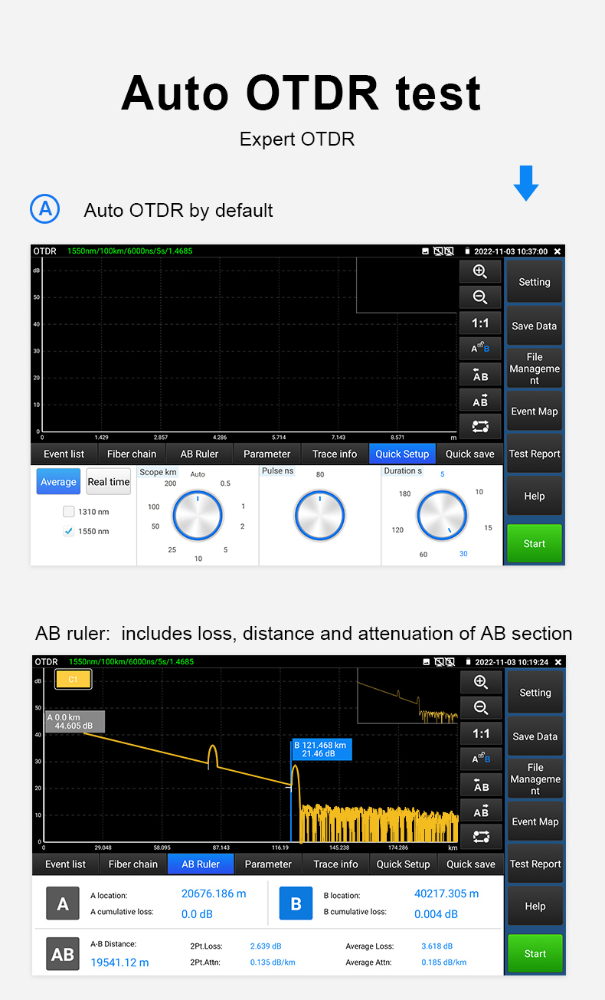 Auto OTDR test
Expert OTDR
A
Auto OTDR by default
OTDR 1550nm/100km/6000ns/5s/1.4685
2022-11-03 10:37:00
dB
50
40
30
20
10
0 1.429 2.857 4.286 5.714 7.143 8.571 m
1:1
A B
AB
AB
Setting
Save Data
File
Manageme
nt
Event Map
Test Report
Help
Start
Event list Fiber chain AB Ruler Parameter Trace info Quick Setup Quick save
Average Real time
1310 nm
1550 nm
Scope km
Auto
0.5
1
2
5
10
25
50
100
200
Pulse ns
80
Duration s
5
10
15
30
60
120
180
AB ruler: includes loss, distance and attenuation of AB section
OTDR 1550nm/100km/6000ns/5s/1.4685
2022-11-03 10:19:24
dB
50
40
30
20
10
0 29.048 58.095 87.143 116.19 145.238 174.286 km
C1
A 0.0 km
44.605 dB
B 121.468 km
21.46 dB
1:1
A B
AB
AB
Setting
Save Data
File
Manageme
nt
Event Map
Test Report
Help
Start
Event list Fiber chain AB Ruler Parameter Trace info Quick Setup Quick save
A
A location: 20676.186 m
A cumulative loss: 0.0 dB
B
B location: 40217.305 m
B cumulative loss: 0.004 dB
AB
A-B Distance:
19541.12 m
2Pt.Loss: 2.639 dB
2Pt.Attn: 0.135 dB/km
Average Loss: 3.618 dB
Average Attn: 0.185 dB/km